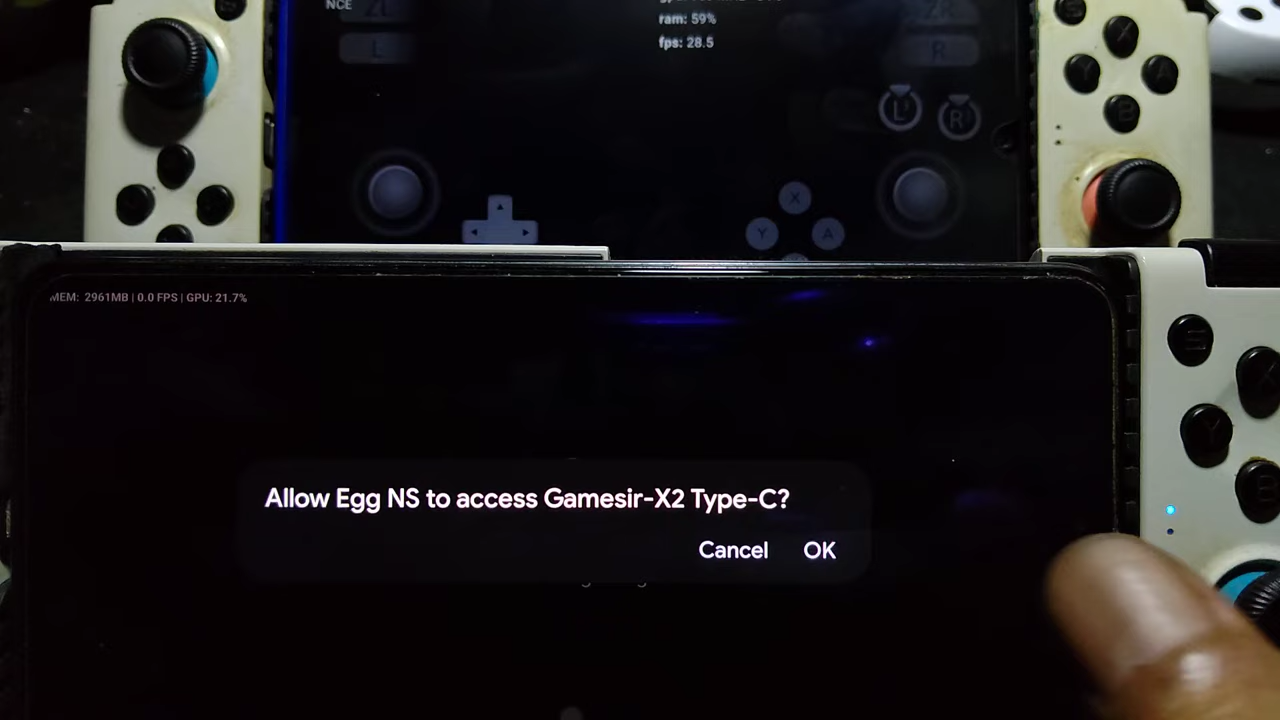 NCE
ZL
L
ram: 59%
fps: 28.5
R
L
R
X
Y
A
X
Y
A
B
MEM: 2961MB | 0.0 FPS | GPU: 21.7%
Allow Egg NS to access Gamesir-X2 Type-C?
Cancel
OK
Y
B